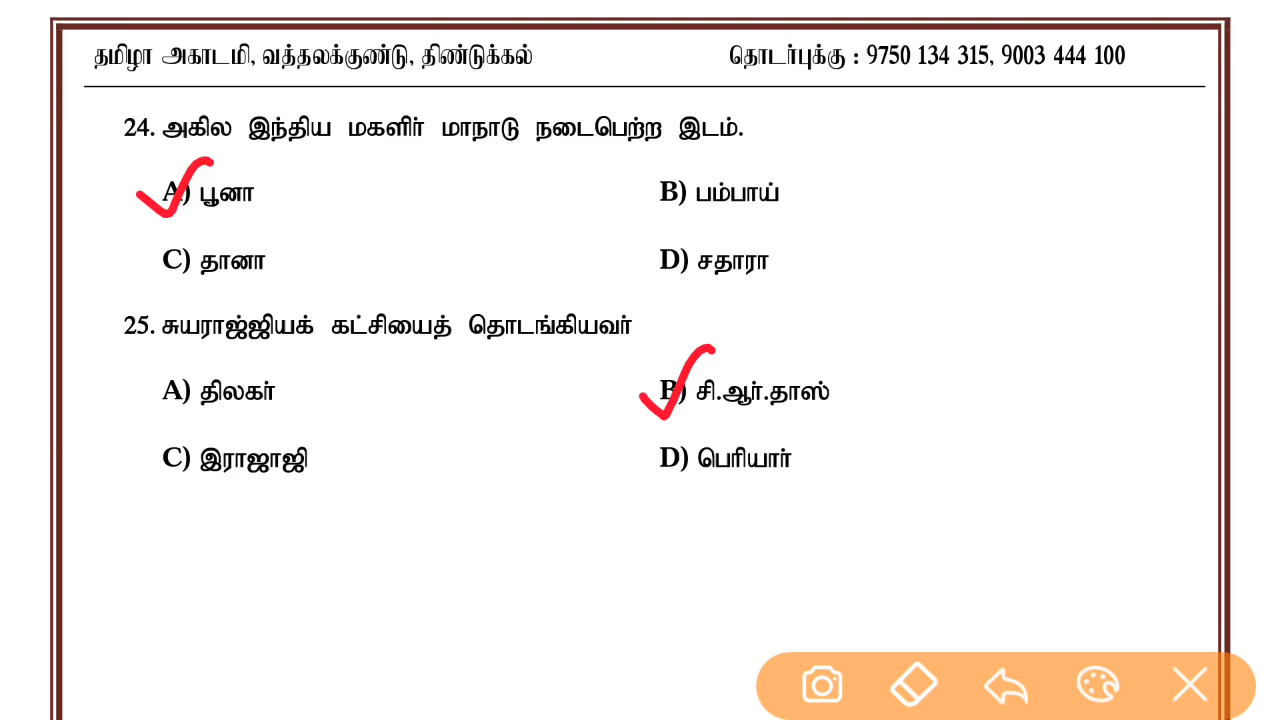 தமிழா அகாடமி, வத்தலக்குண்டு, திண்டுக்கல் தொடர்புக்கு : 9750 134 315, 9003 444 100
24. அகில இந்திய மகளிர் மாநாடு நடைபெற்ற இடம்.
A) பூனா B) பம்பாய்
C) தானா D) சதாரா
25. சுயராஜ்ஜியக் கட்சியைத் தொடங்கியவர்
A) திலகர் B) சி.ஆர்.தாஸ்
C) இராஜாஜி D) பெரியார்